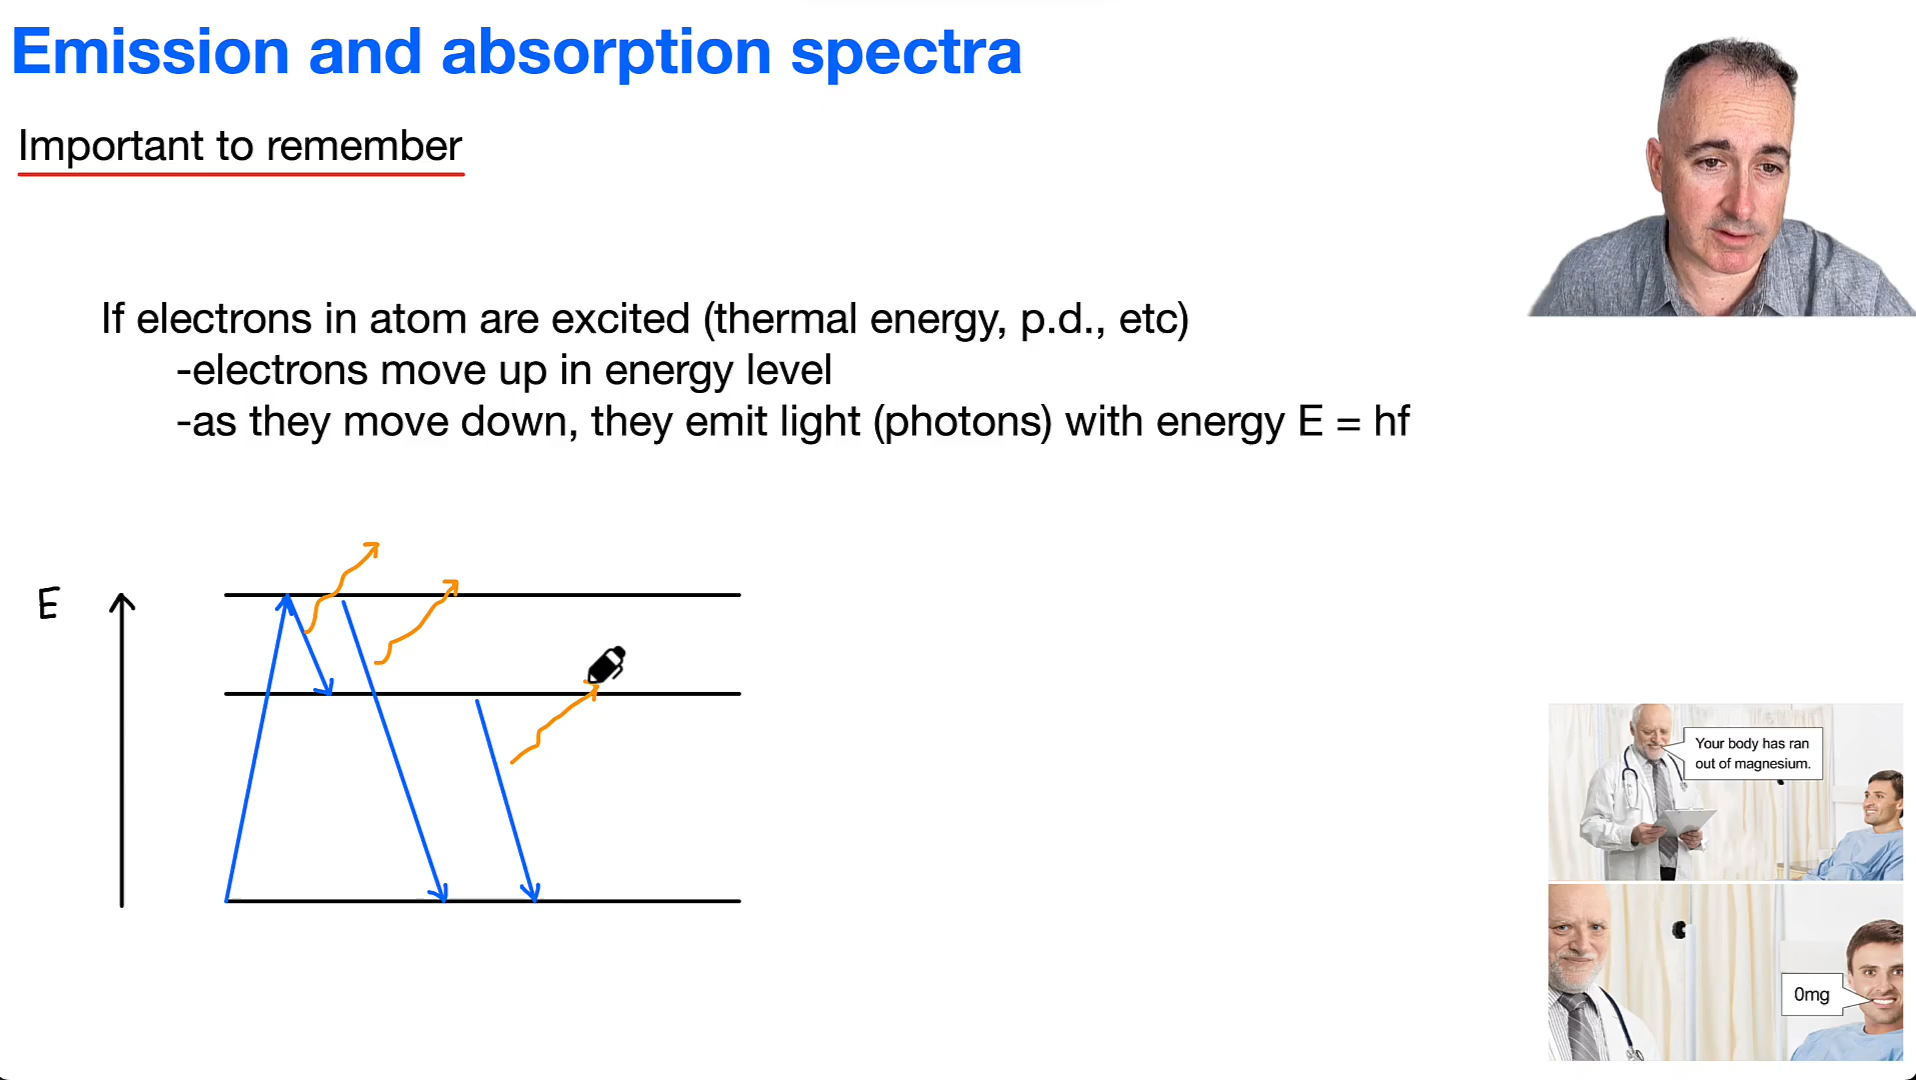 Emission and absorption spectra
Important to remember
If electrons in atom are excited (thermal energy, p.d., etc)
-electrons move up in energy level
-as they move down, they emit light (photons) with energy E = hf
E
Your body has ran
out of magnesium.
0mg